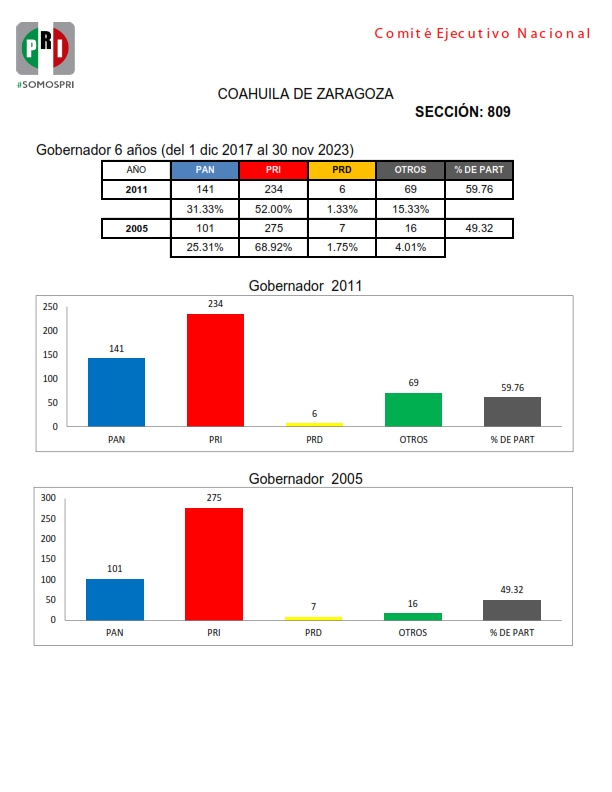 Comité Ejecutivo Nacional
PRI
#SOMOSPRI
COAHUILA DE ZARAGOZA
SECCIÓN: 809
Gobernador 6 años (del 1 dic 2017 al 30 nov 2023)
AÑO PAN PRI PRD OTROS % DE PART
2011 141 234 6 69 59.76
31.33% 52.00% 1.33% 15.33%
2005 101 275 7 16 49.32
25.31% 68.92% 1.75% 4.01%
Gobernador 2011
250
200
150
100
50
0
141
234
6
69
59.76
PAN PRI PRD OTROS % DE PART
Gobernador 2005
300
250
200
150
100
50
0
101
275
7
16
49.32
PAN PRI PRD OTROS % DE PART